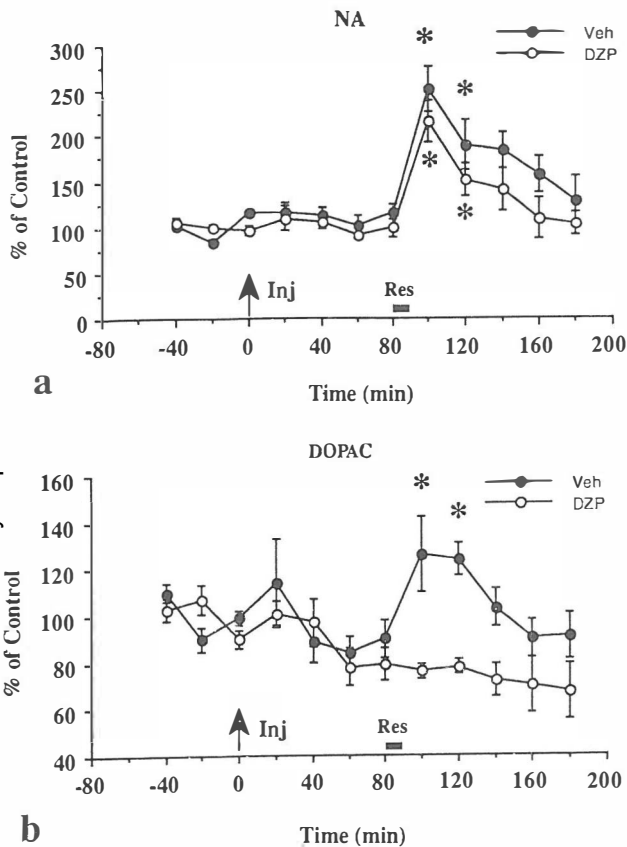 NA
Veh
DZP
*
*
*
*
300
250
200
150
100
50
0
% of Control
Inj
Res
-80
-40
0
40
80
120
160
200
Time (min)
a
DOPAC
Veh
DZP
*
*
160
140
120
100
80
60
40
% of Control
Inj
Res
-80
-40
0
40
80
120
160
200
Time (min)
b